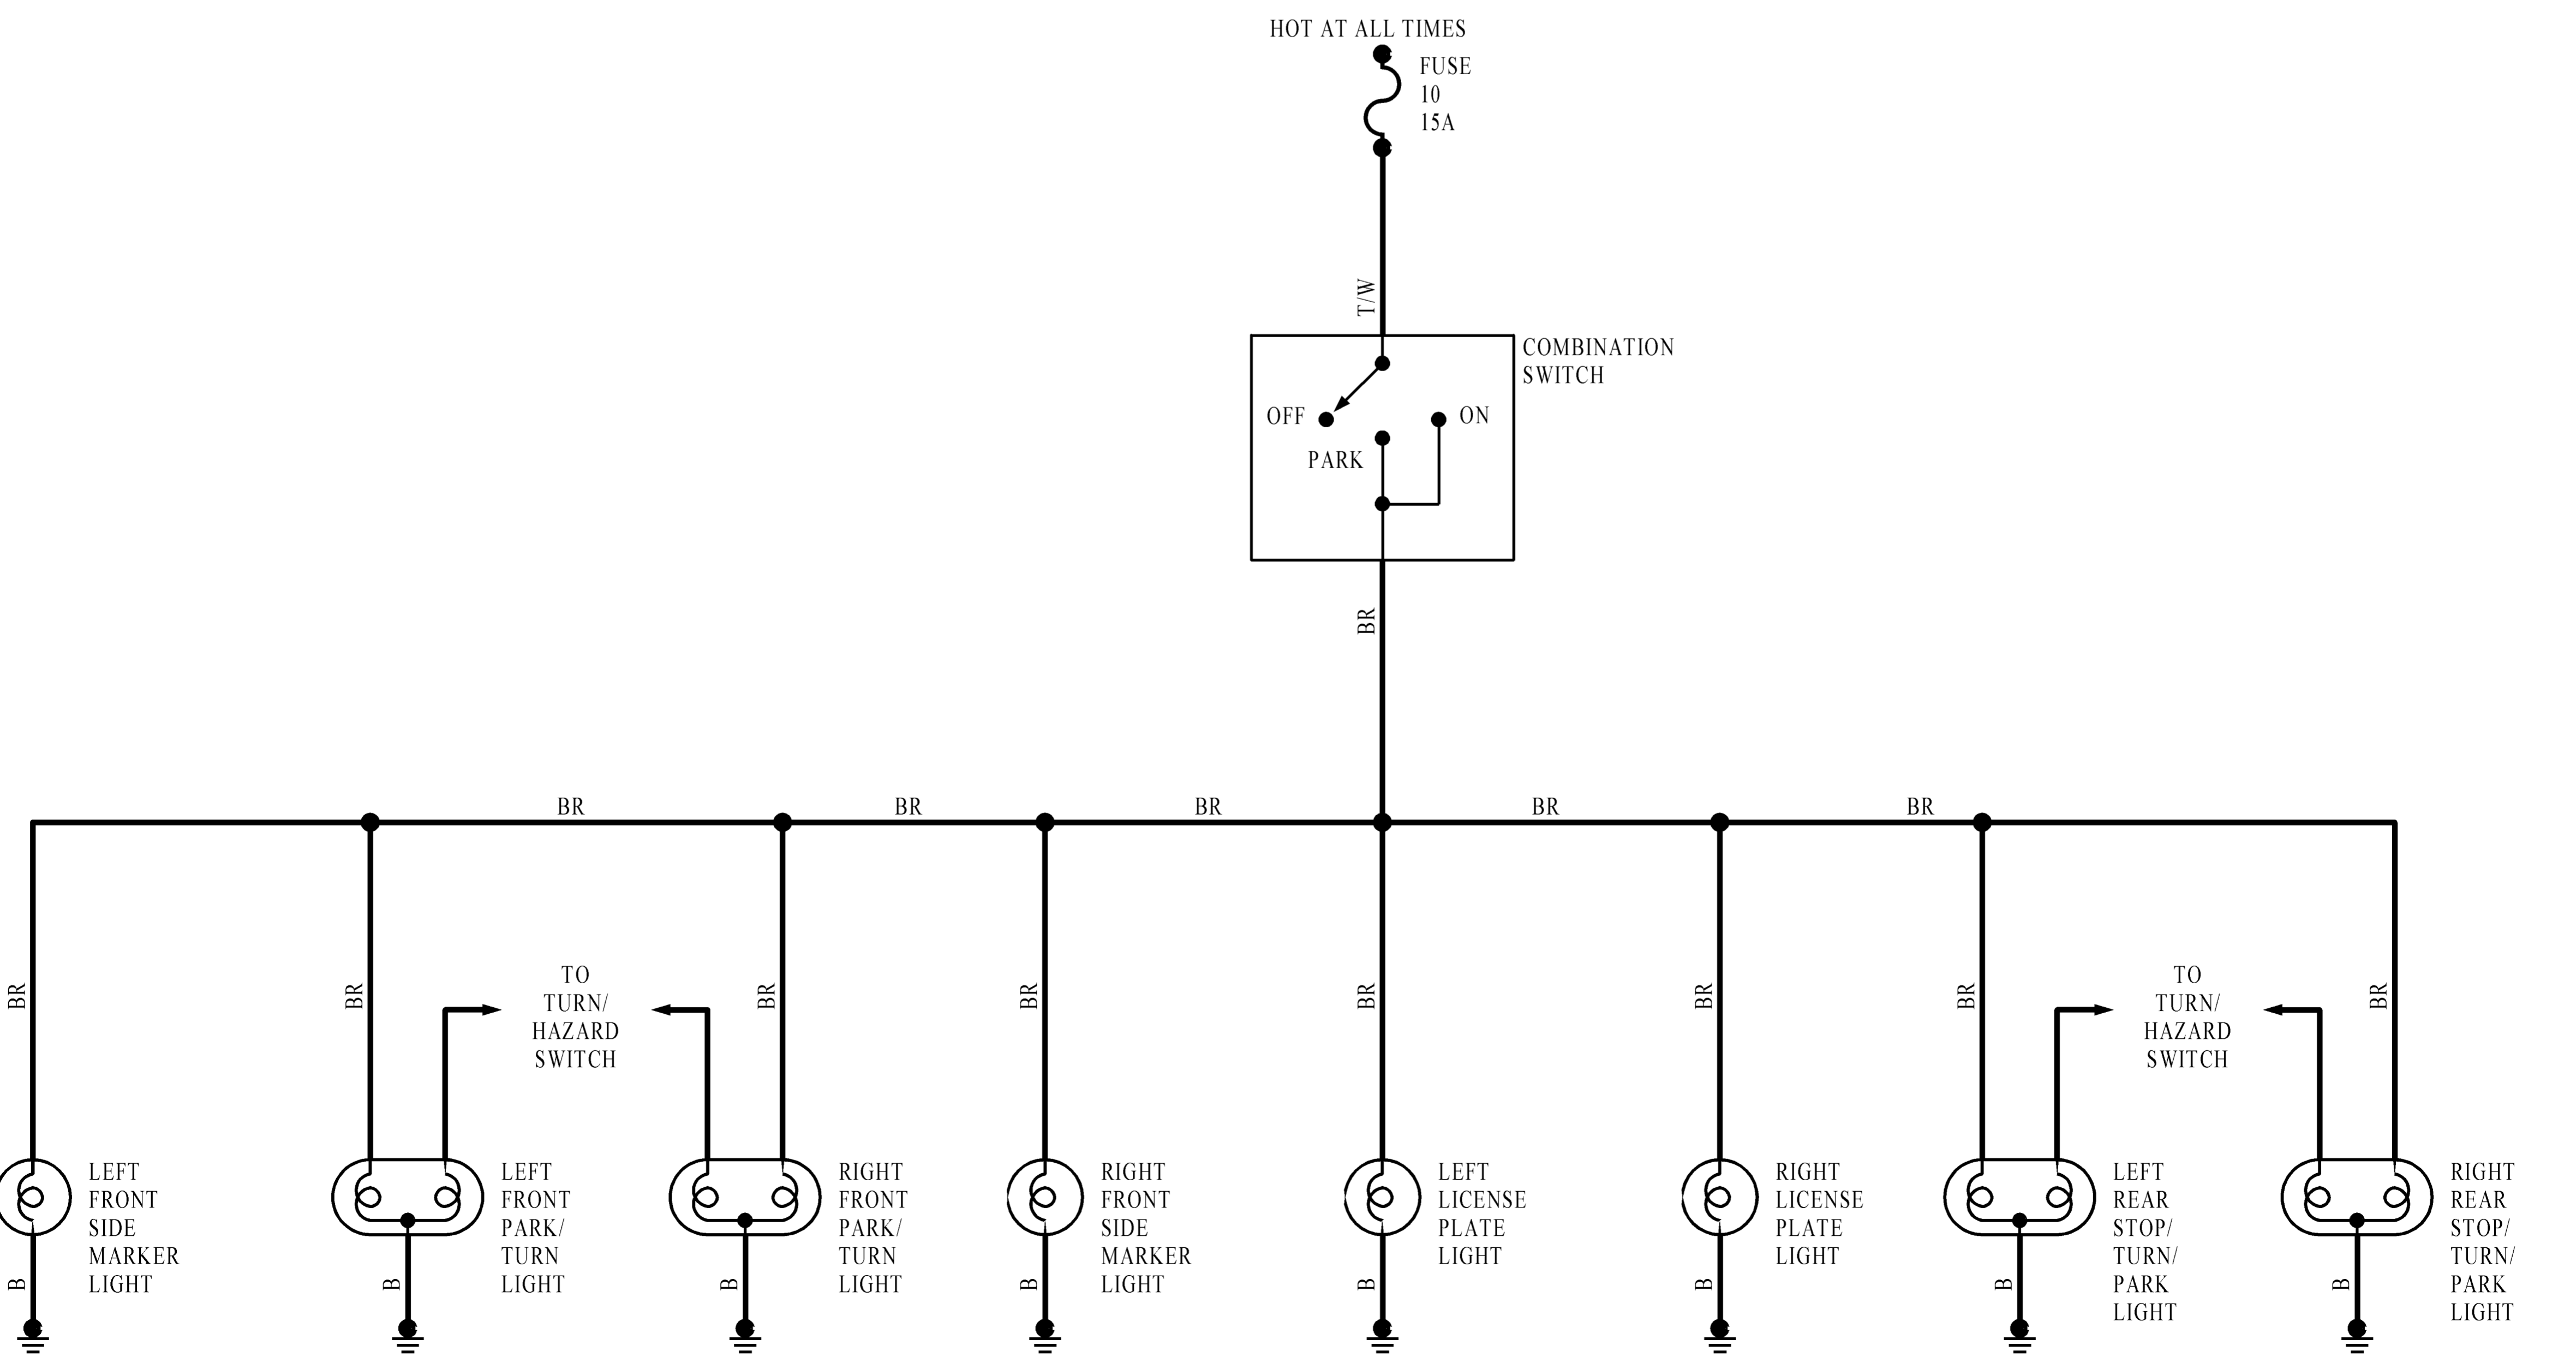 HOT AT ALL TIMES
FUSE
10
15A
T/W
COMBINATION
SWITCH
OFF
ON
PARK
BR
BR
BR
BR
BR
BR
BR
BR
BR
BR
BR
BR
BR
BR
TO
TURN/
HAZARD
SWITCH
TO
TURN/
HAZARD
SWITCH
LEFT
FRONT
SIDE
MARKER
LIGHT
LEFT
FRONT
PARK/
TURN
LIGHT
RIGHT
FRONT
PARK/
TURN
LIGHT
RIGHT
FRONT
SIDE
MARKER
LIGHT
LEFT
LICENSE
PLATE
LIGHT
RIGHT
LICENSE
PLATE
LIGHT
LEFT
REAR
STOP/
TURN/
PARK
LIGHT
RIGHT
REAR
STOP/
TURN/
PARK
LIGHT
B
B
B
B
B
B
B
B